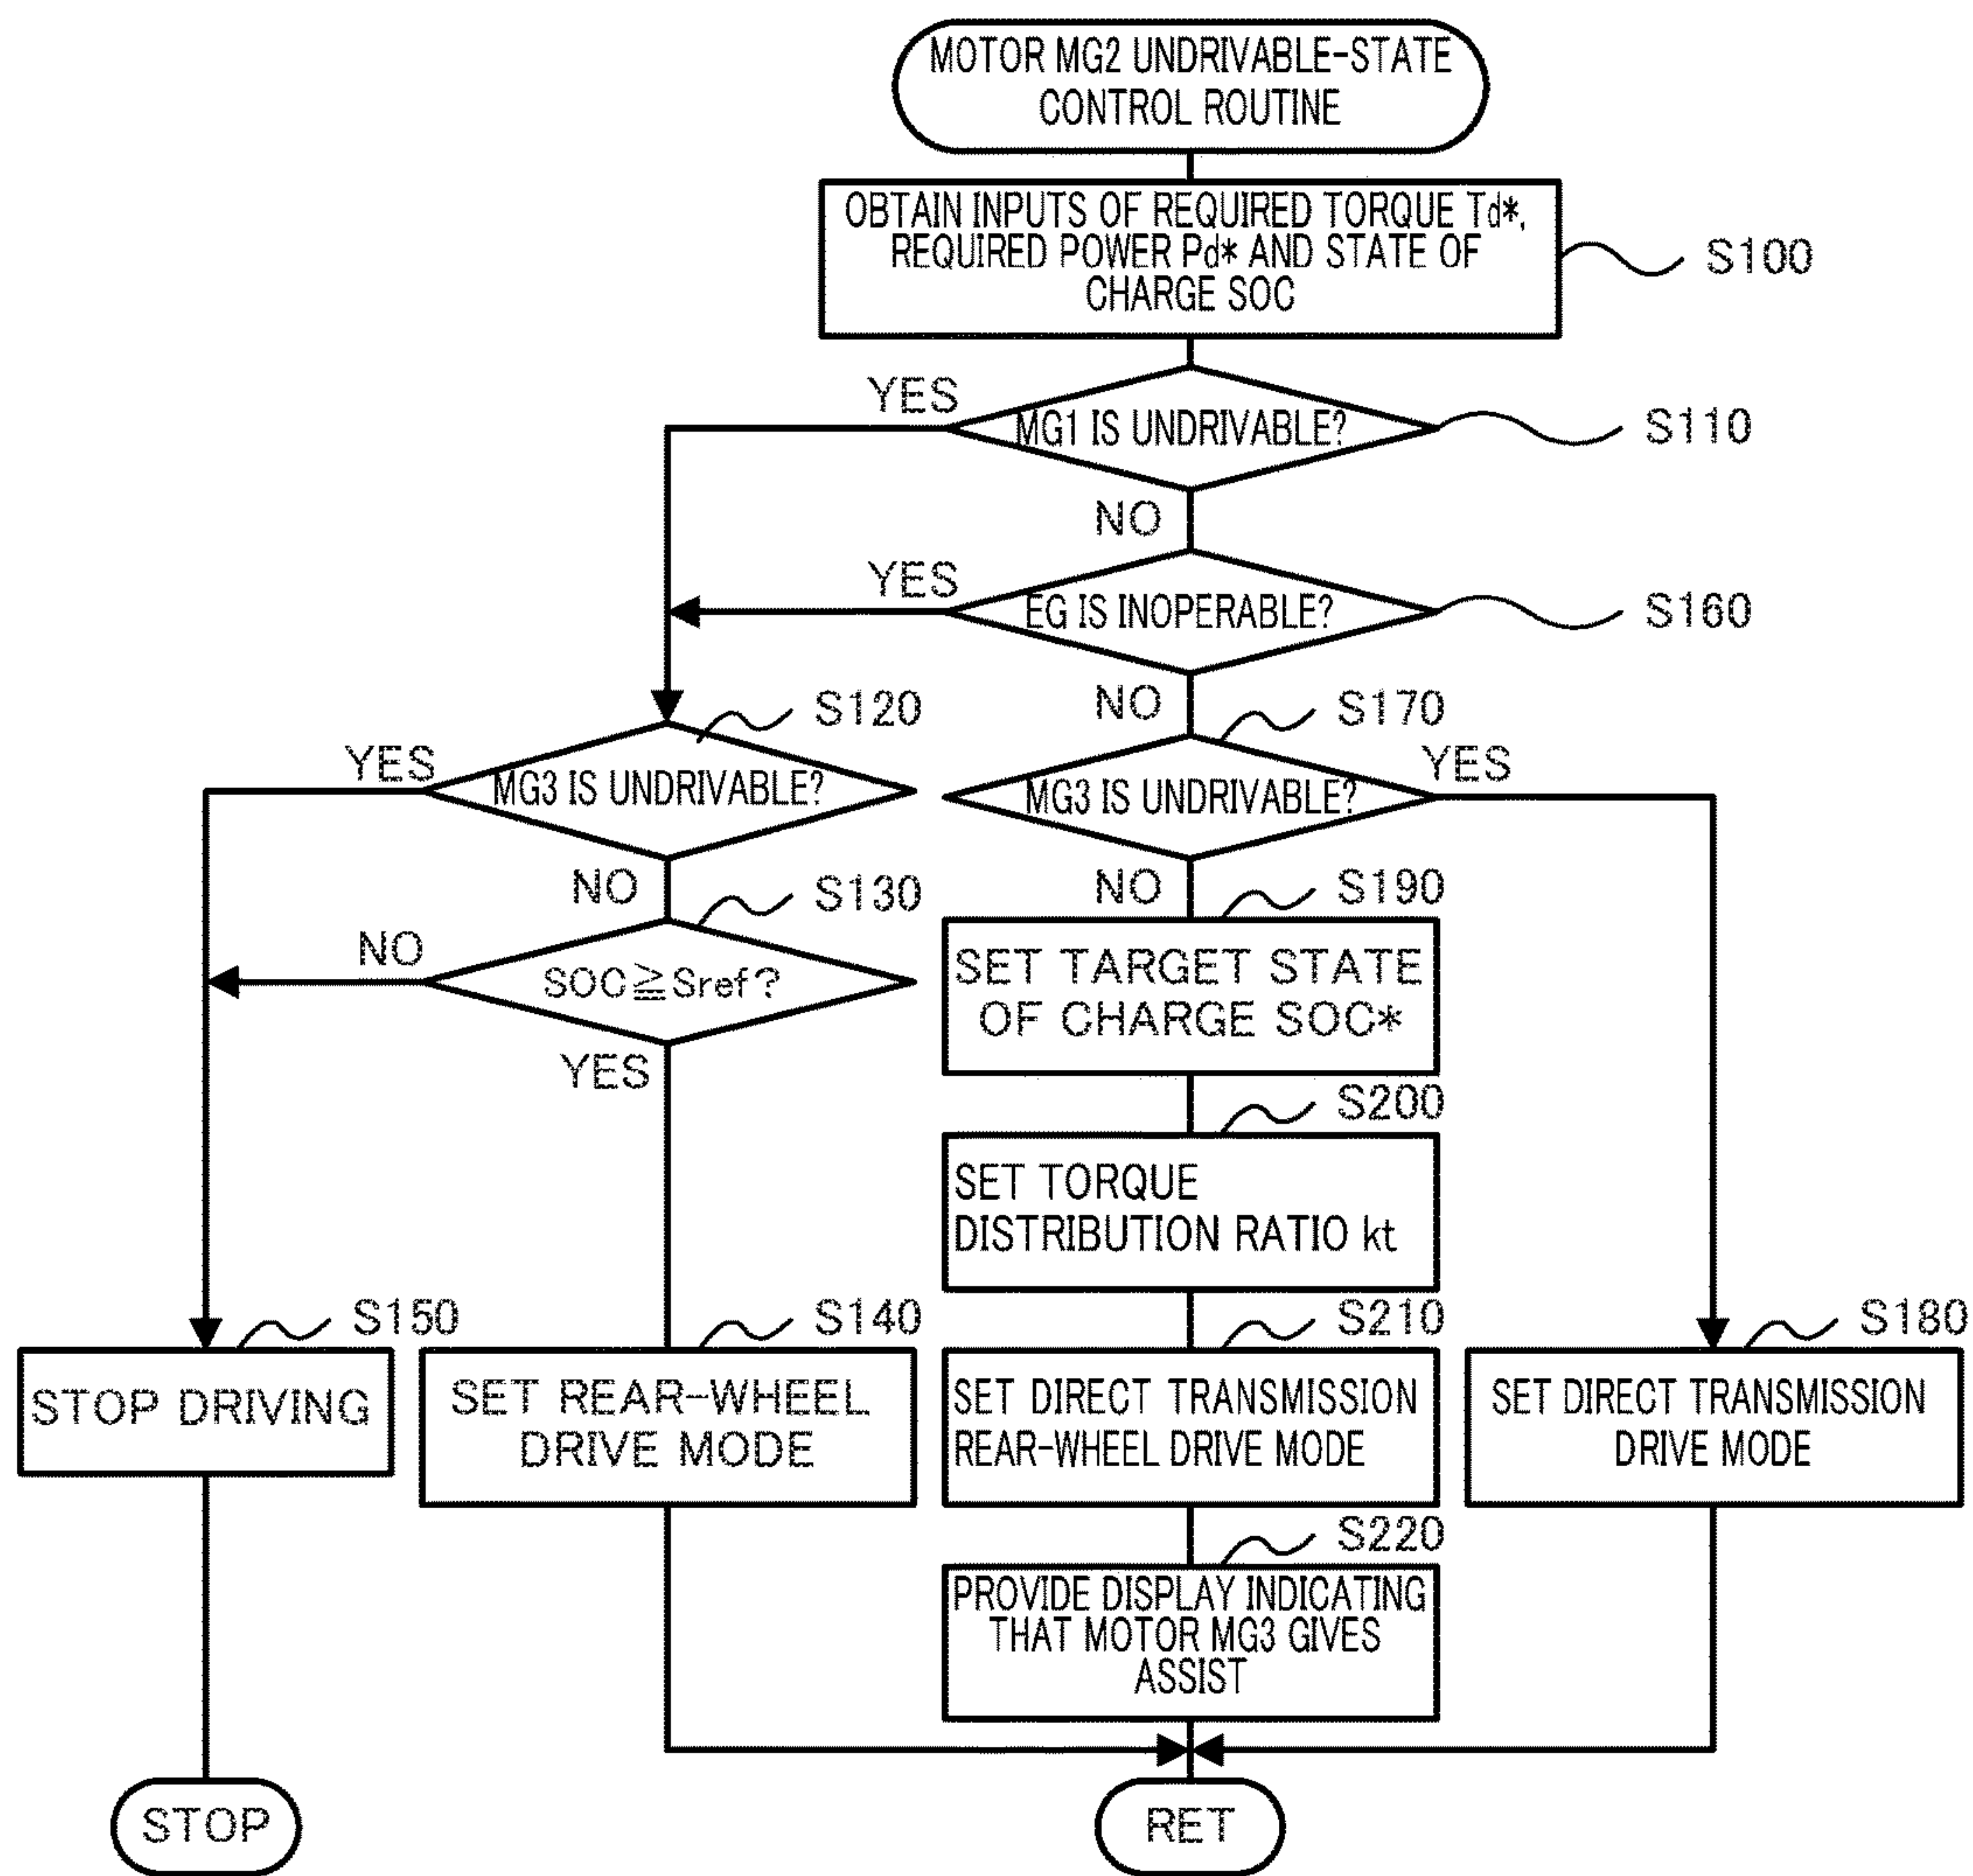 MOTOR MG2 UNDRIVABLE-STATE
CONTROL ROUTINE
OBTAIN INPUTS OF REQUIRED TORQUE Td*,
REQUIRED POWER Pd* AND STATE OF
CHARGE SOC
S100
YES
MG1 IS UNDRIVABLE?
S110
NO
YES
EG IS INOPERABLE?
S160
NO
S120
S170
YES
MG3 IS UNDRIVABLE?
MG3 IS UNDRIVABLE?
YES
NO
S130
NO
S190
NO
SOC≧Sref?
YES
SET TARGET STATE
OF CHARGE SOC*
S200
SET TORQUE
DISTRIBUTION RATIO kt
S150
S140
S210
S180
STOP DRIVING
SET REAR-WHEEL
DRIVE MODE
SET DIRECT TRANSMISSION
REAR-WHEEL DRIVE MODE
SET DIRECT TRANSMISSION
DRIVE MODE
S220
PROVIDE DISPLAY INDICATING
THAT MOTOR MG3 GIVES
ASSIST
STOP
RET